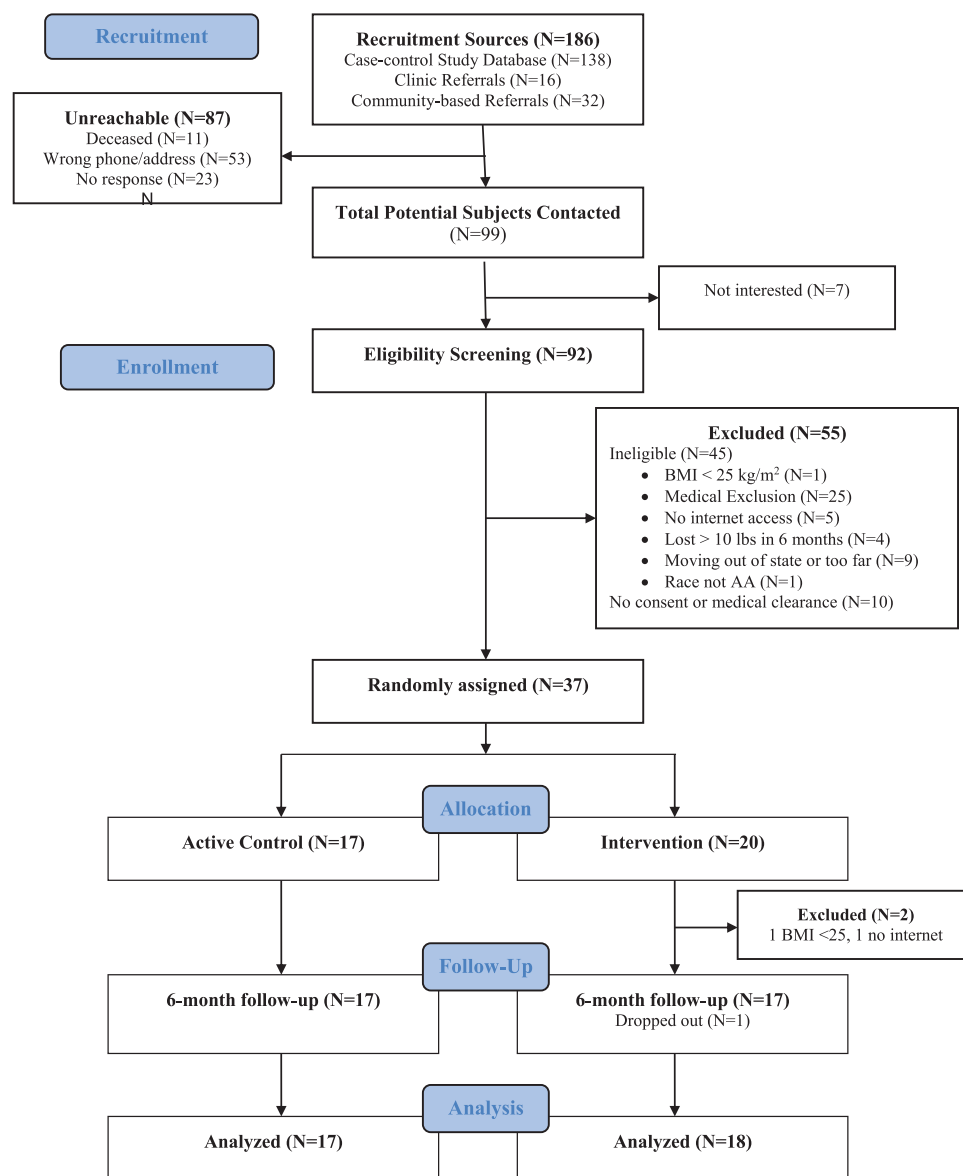 Recruitment
Recruitment Sources (N=186)
Case-control Study Database (N=138)
Clinic Referrals (N=16)
Community-based Referrals (N=32)
Unreachable (N=87)
Deceased (N=11)
Wrong phone/address (N=53)
No response (N=23)
N
Total Potential Subjects Contacted
(N=99)
Not interested (N=7)
Eligibility Screening (N=92)
Enrollment
Excluded (N=55)
Ineligible (N=45)
• BMI < 25 kg/m² (N=1)
• Medical Exclusion (N=25)
• No internet access (N=5)
• Lost > 10 lbs in 6 months (N=4)
• Moving out of state or too far (N=9)
• Race not AA (N=1)
No consent or medical clearance (N=10)
Randomly assigned (N=37)
Allocation
Active Control (N=17)
Intervention (N=20)
Excluded (N=2)
1 BMI <25, 1 no internet
Follow-Up
6-month follow-up (N=17)
6-month follow-up (N=17)
Dropped out (N=1)
Analysis
Analyzed (N=17)
Analyzed (N=18)